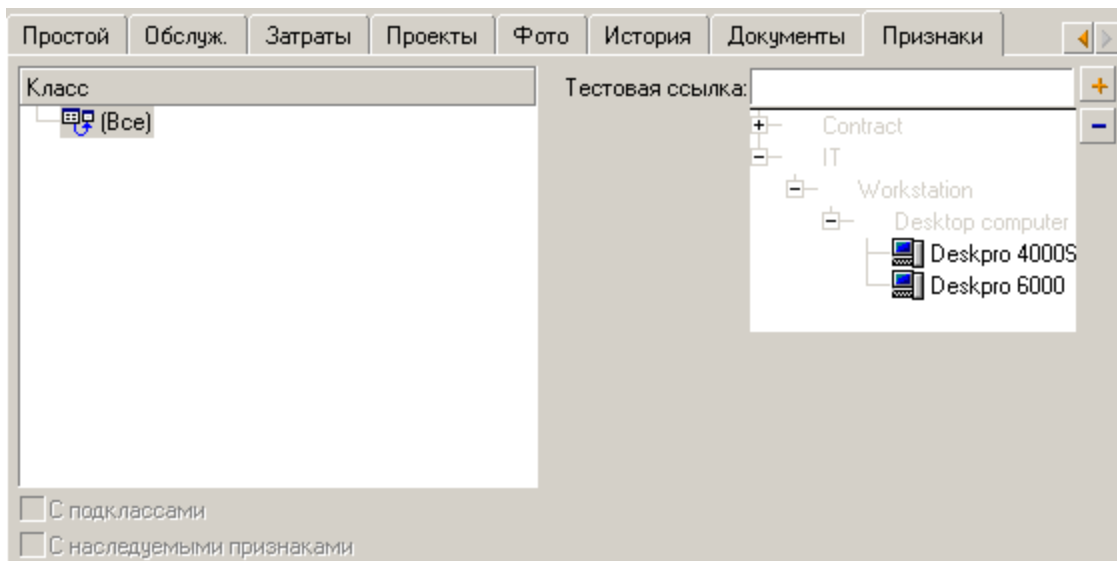 Простой Обслуж. Затраты Проекты Фото История Документы Признаки
Класс
(Все)
Тестовая ссылка:
Contract
IT
Workstation
Desktop computer
Deskpro 4000S
Deskpro 6000
С подклассами
С наследуемыми признаками